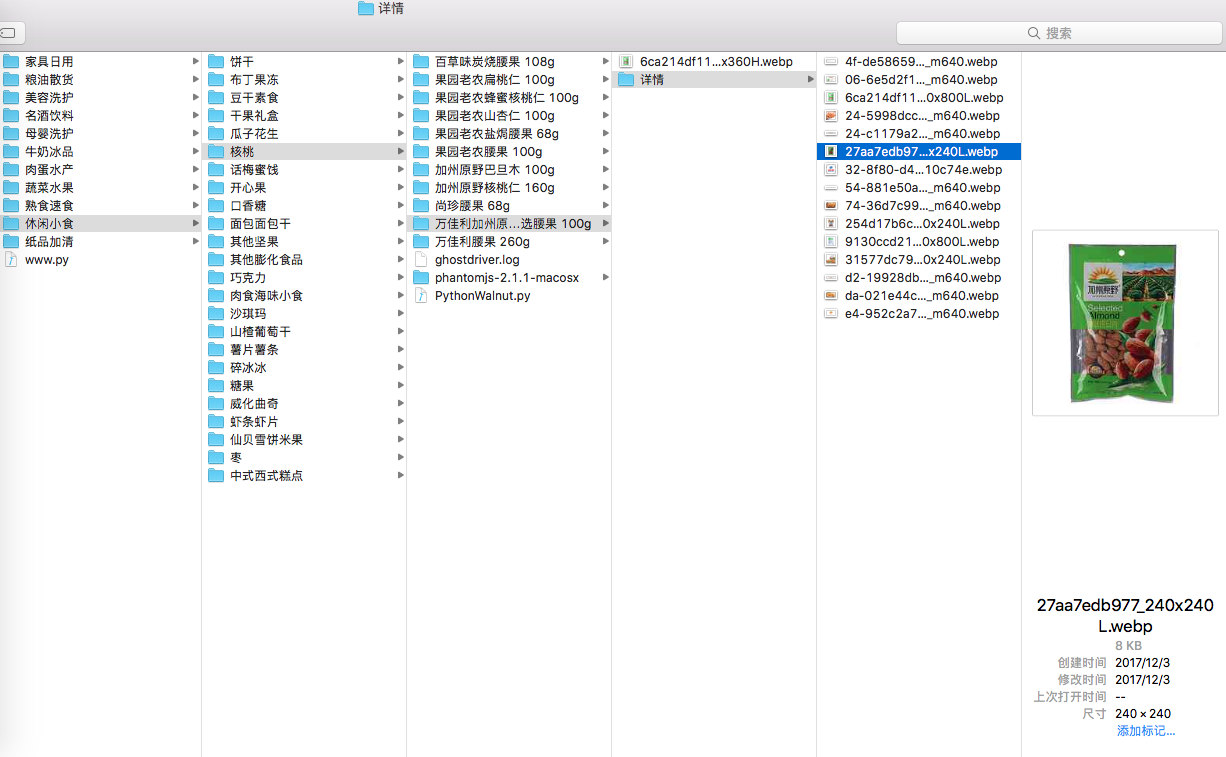 详情
搜索
家具日用
粮油散货
美容洗护
名酒饮料
母婴洗护
牛奶冰品
肉蛋水产
蔬菜水果
熟食速食
休闲小食
纸品加清
www.py
饼干
布丁果冻
豆干素食
干果礼盒
瓜子花生
核桃
话梅蜜饯
开心果
口香糖
面包面包干
其他坚果
其他膨化食品
巧克力
肉食海味小食
沙琪玛
山楂葡萄干
薯片薯条
碎冰冰
糖果
威化曲奇
虾条虾片
仙贝雪饼米果
枣
中式西式糕点
百草味炭烧腰果 108g
果园老农扁桃仁 100g
果园老农蜂蜜核桃仁 100g
果园老农山杏仁 100g
果园老农盐焗腰果 68g
果园老农腰果 100g
加州原野巴旦木 100g
加州原野核桃仁 160g
尚珍腰果 68g
万佳利加州原...选腰果 100g
万佳利腰果 260g
ghostdriver.log
phantomjs-2.1.1-macosx
PythonWalnut.py
6ca214df11...x360H.webp
详情
4f-de58659..._m640.webp
06-6e5d2f1..._m640.webp
6ca214df11...0x800L.webp
24-5998dcc..._m640.webp
24-c1179a2..._m640.webp
27aa7edb97...x240L.webp
32-8f80-d4...10c74e.webp
54-881e50a..._m640.webp
74-36d7c99..._m640.webp
254d17b6c...0x240L.webp
9130ccd21...0x800L.webp
31577dc79...0x240L.webp
d2-19928db..._m640.webp
da-021e44c..._m640.webp
e4-952c2a7..._m640.webp
加州原野
Selected
Almond
27aa7edb977_240x240
L.webp
8 KB
创建时间 2017/12/3
修改时间 2017/12/3
上次打开时间 --
尺寸 240 × 240
添加标记...